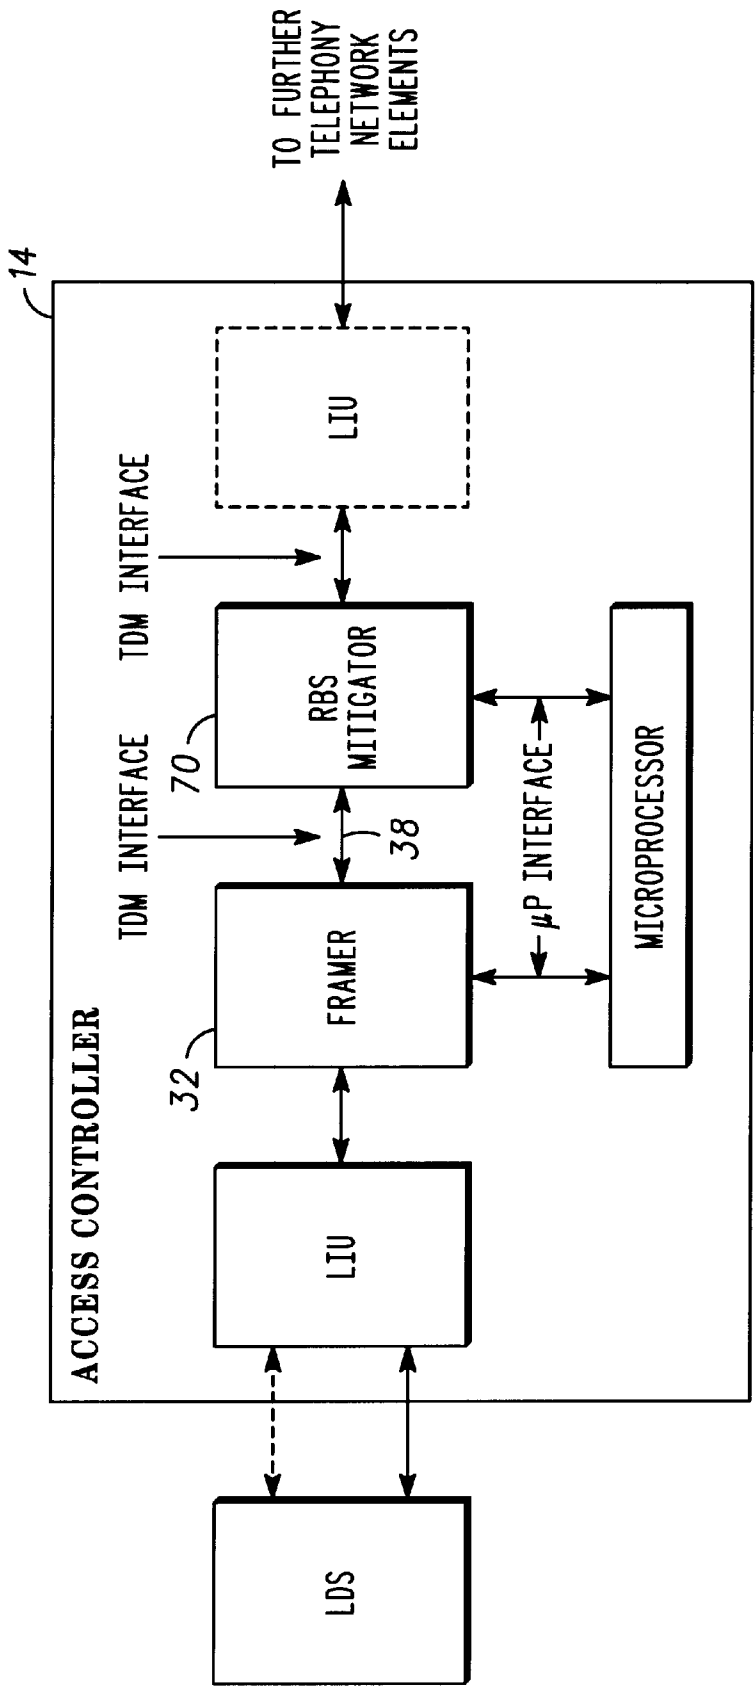 14
ACCESS CONTROLLER
TDM INTERFACE
TDM INTERFACE
TO FURTHER
TELEPHONY
NETWORK
ELEMENTS
32
70
LDS
LIU
FRAMER
38
RBS
MITIGATOR
LIU
µP INTERFACE
MICROPROCESSOR